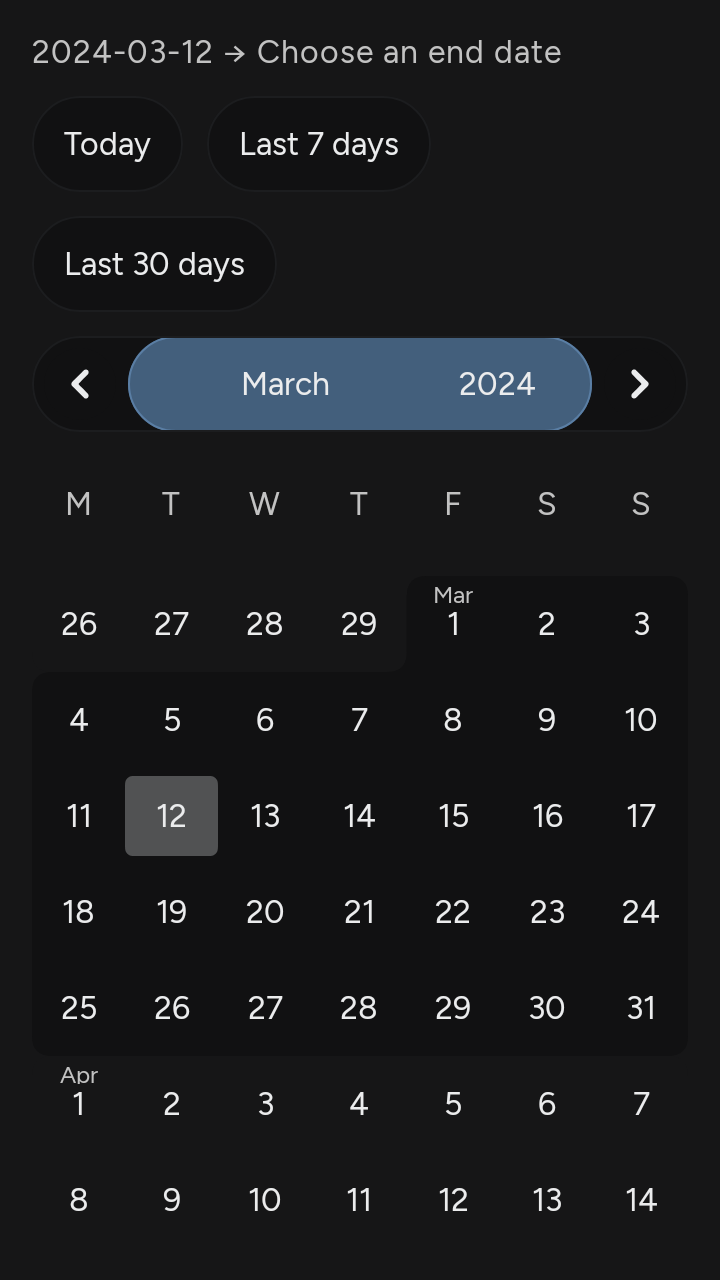 2024-03-12 → Choose an end date
Today Last 7 days
Last 30 days
March 2024
M T W T F S S
Mar
26 27 28 29 1 2 3
4 5 6 7 8 9 10
11 12 13 14 15 16 17
18 19 20 21 22 23 24
25 26 27 28 29 30 31
Apr
1 2 3 4 5 6 7
8 9 10 11 12 13 14